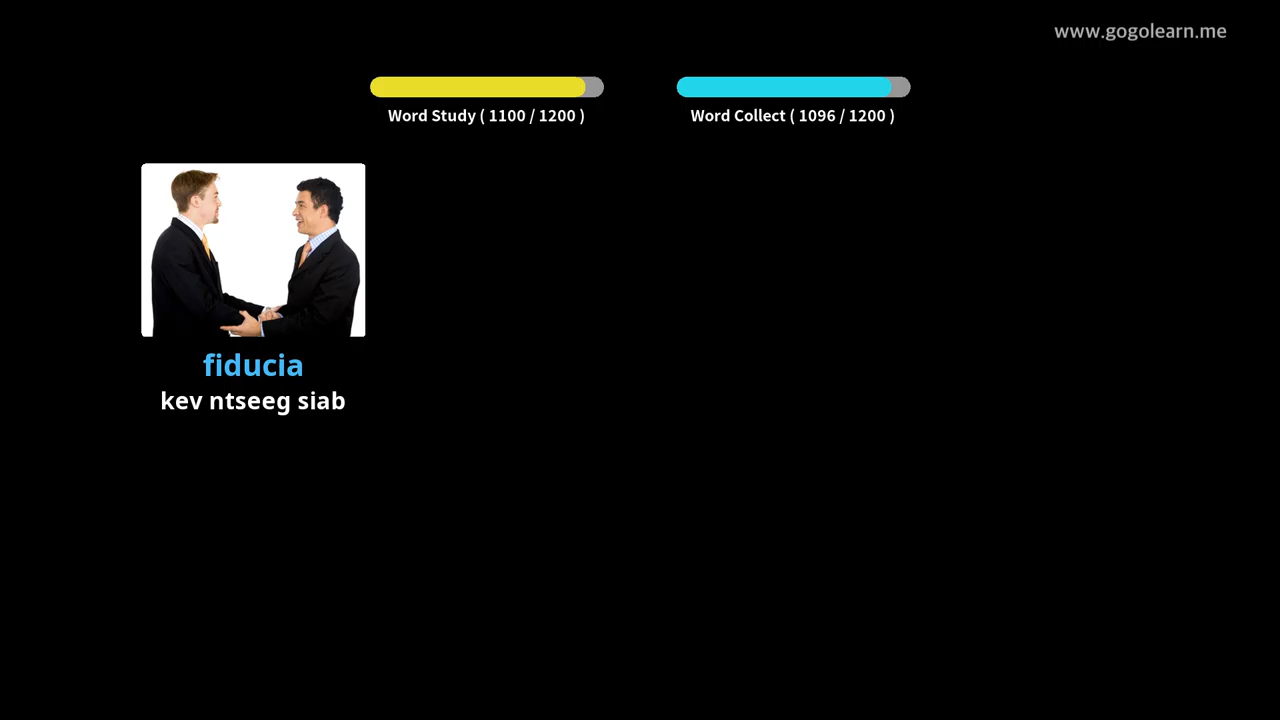 www.gogolearn.me
Word Study ( 1100 / 1200 )
Word Collect ( 1096 / 1200 )
fiducia
kev ntseeg siab